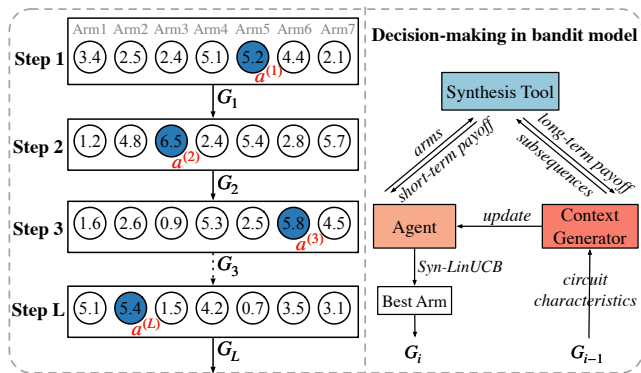 Arm1 Arm2 Arm3 Arm4 Arm5 Arm6 Arm7
Step 1 3.4 2.5 2.4 5.1 5.2 4.4 2.1
a(1)
G1
Step 2 1.2 4.8 6.5 2.4 5.4 2.8 5.7
a(2)
G2
Step 3 1.6 2.6 0.9 5.3 2.5 5.8 4.5
a(3)
G3
Step L 5.1 5.4 1.5 4.2 0.7 3.5 3.1
a(L)
GL
Decision-making in bandit model
Synthesis Tool
arms
short-term payoff
long-term payoff
subsequences
Agent
update
Context
Generator
Syn-LinUCB
circuit
characteristics
Best Arm
Gi
Gi−1